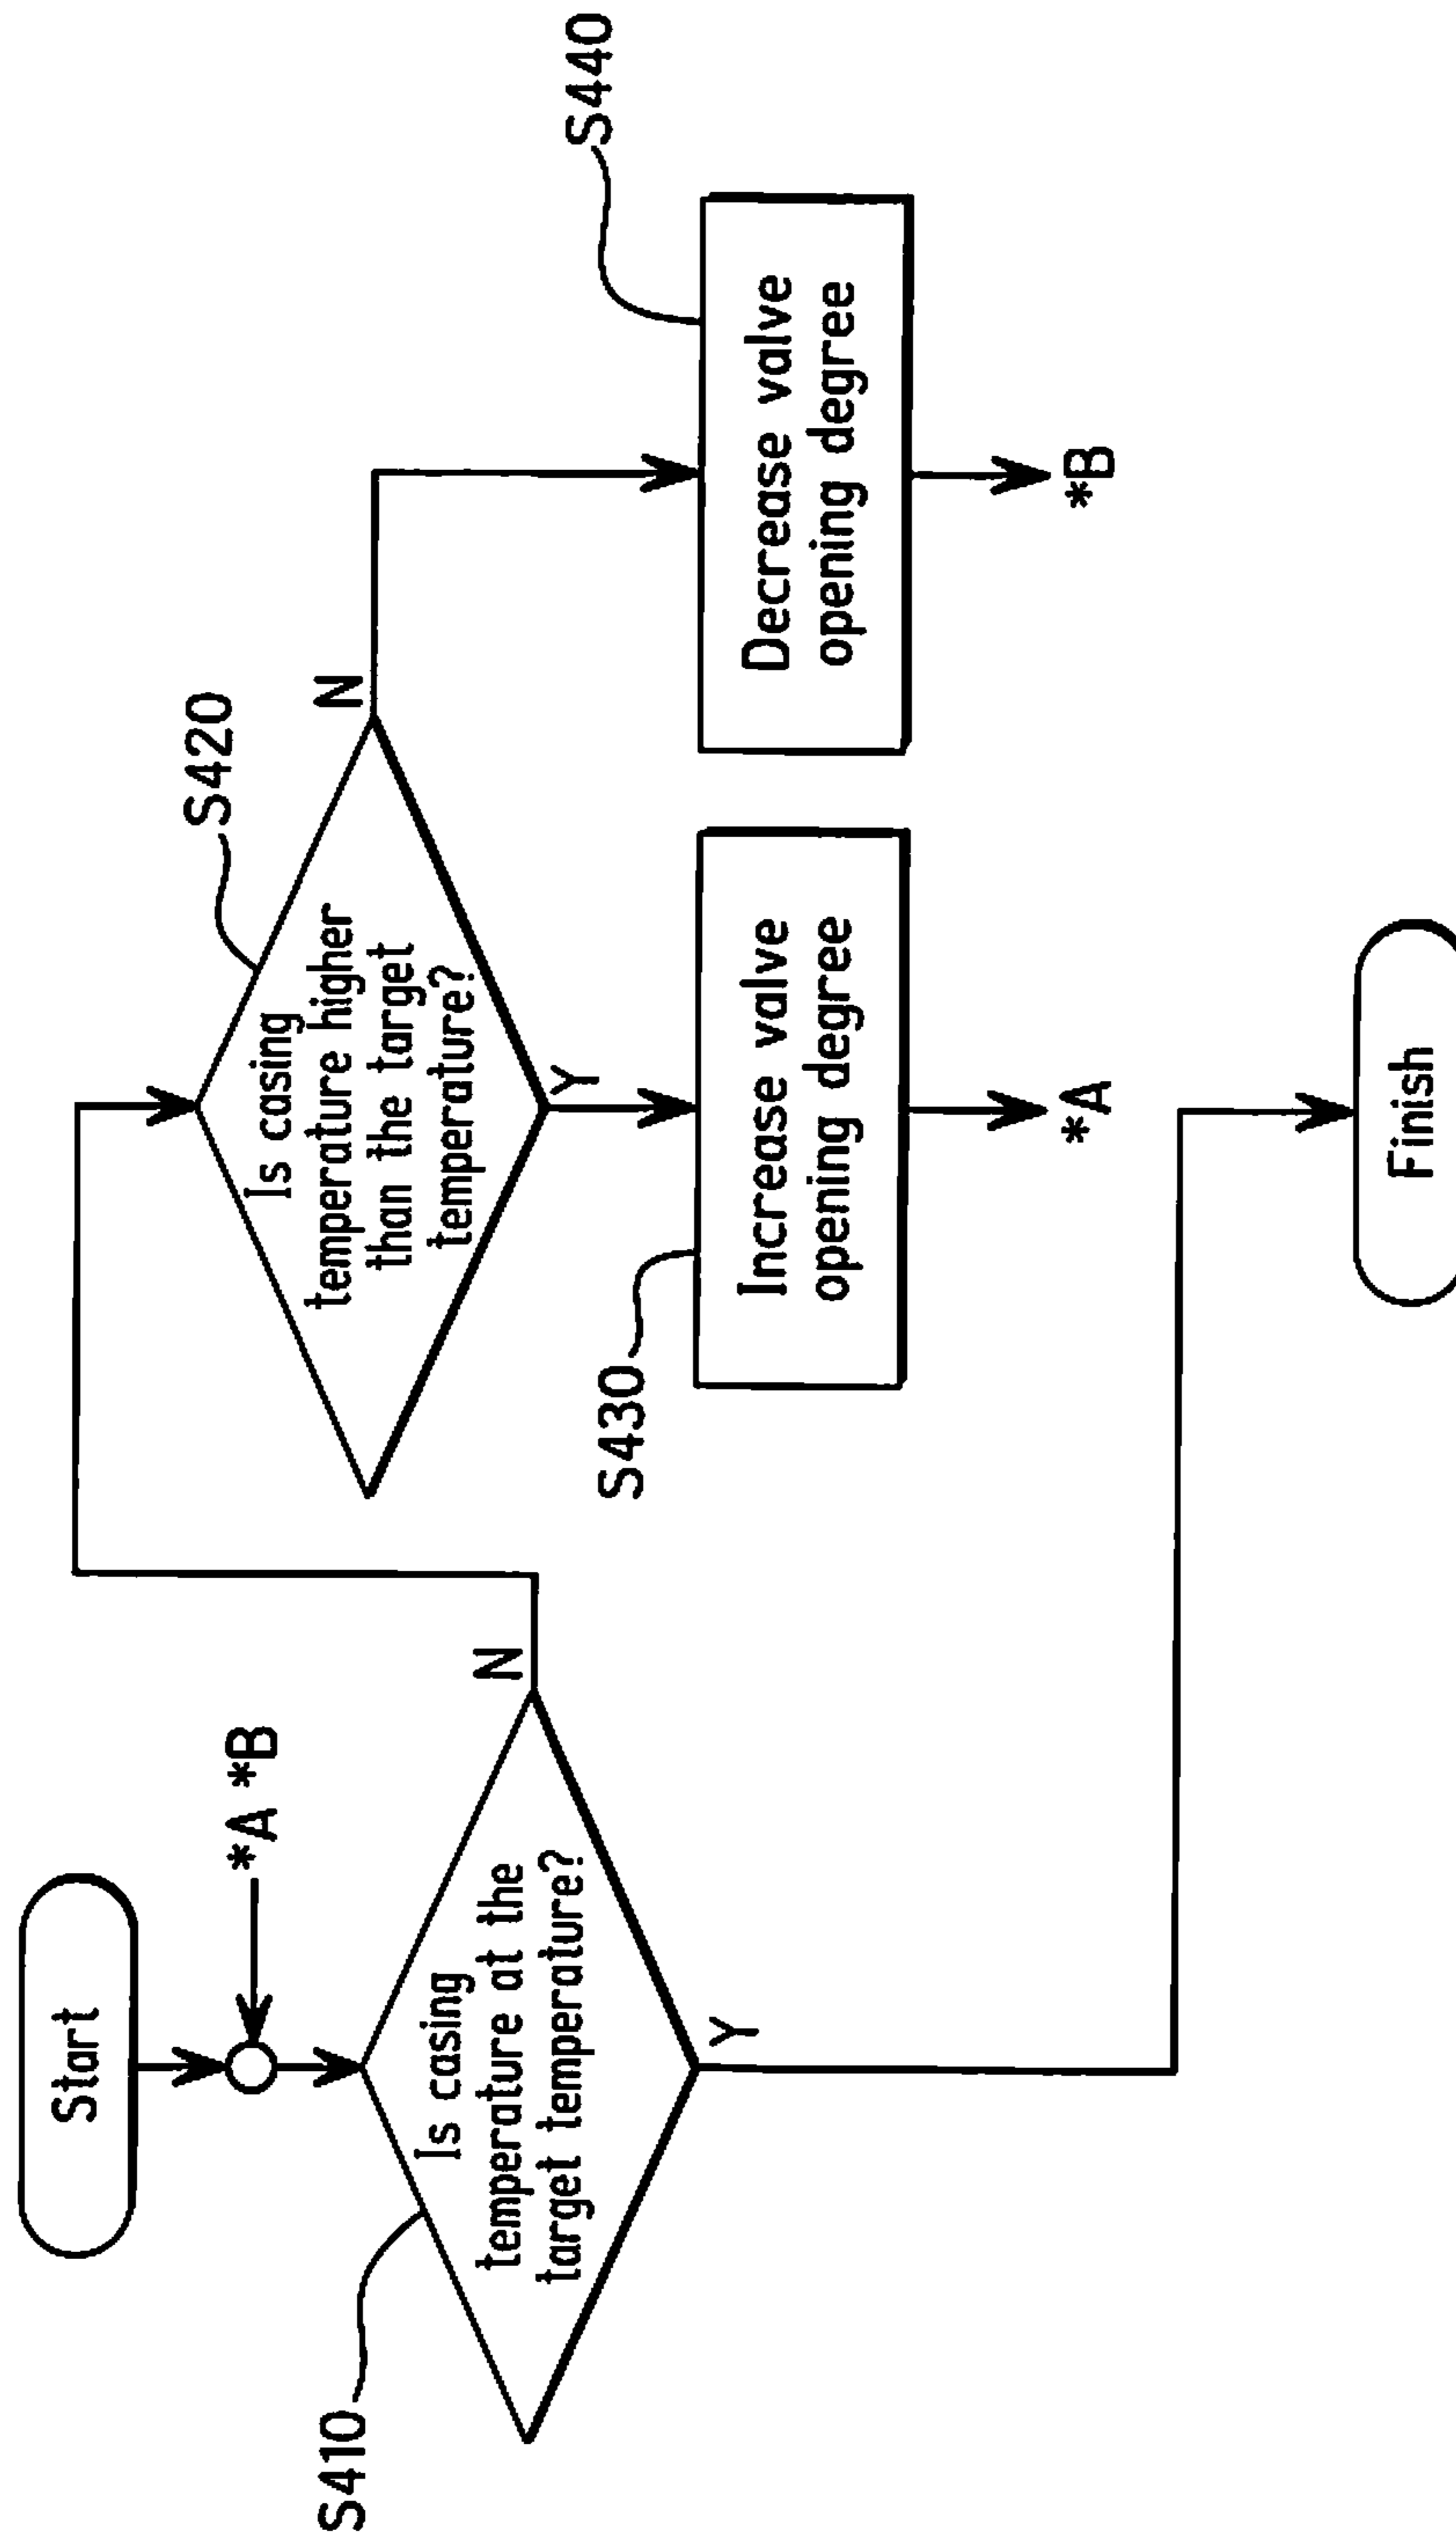 Start
*A *B
S410
Is casing
temperature at the
target temperature?
N
Y
S420
Is casing
temperature higher
than the target
temperature?
N
Y
S430
Increase valve
opening degree
*A
S440
Decrease valve
opening degree
*B
Finish